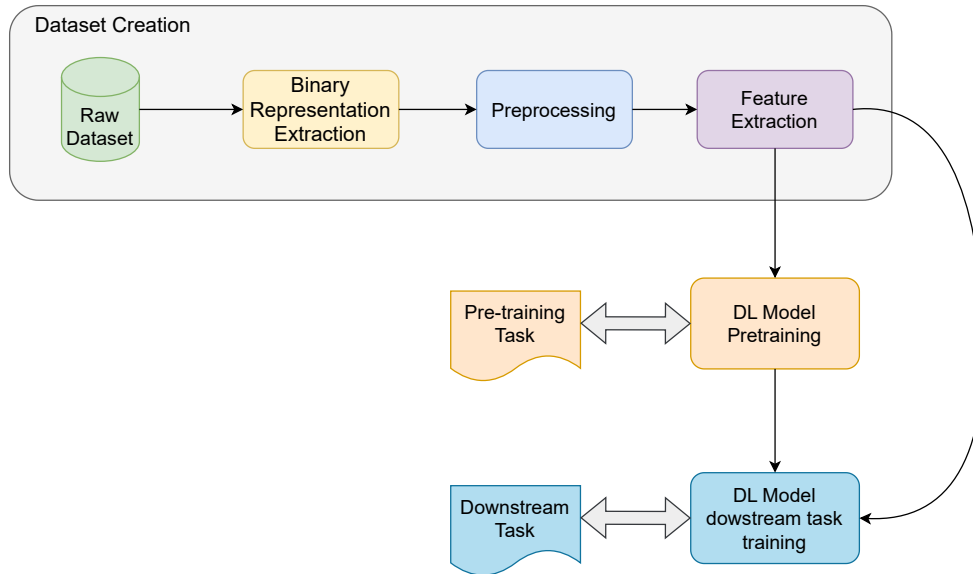 Dataset Creation
Raw
Dataset
Binary
Representation
Extraction
Preprocessing
Feature
Extraction
Pre-training
Task
DL Model
Pretraining
Downstream
Task
DL Model
dowstream task
training